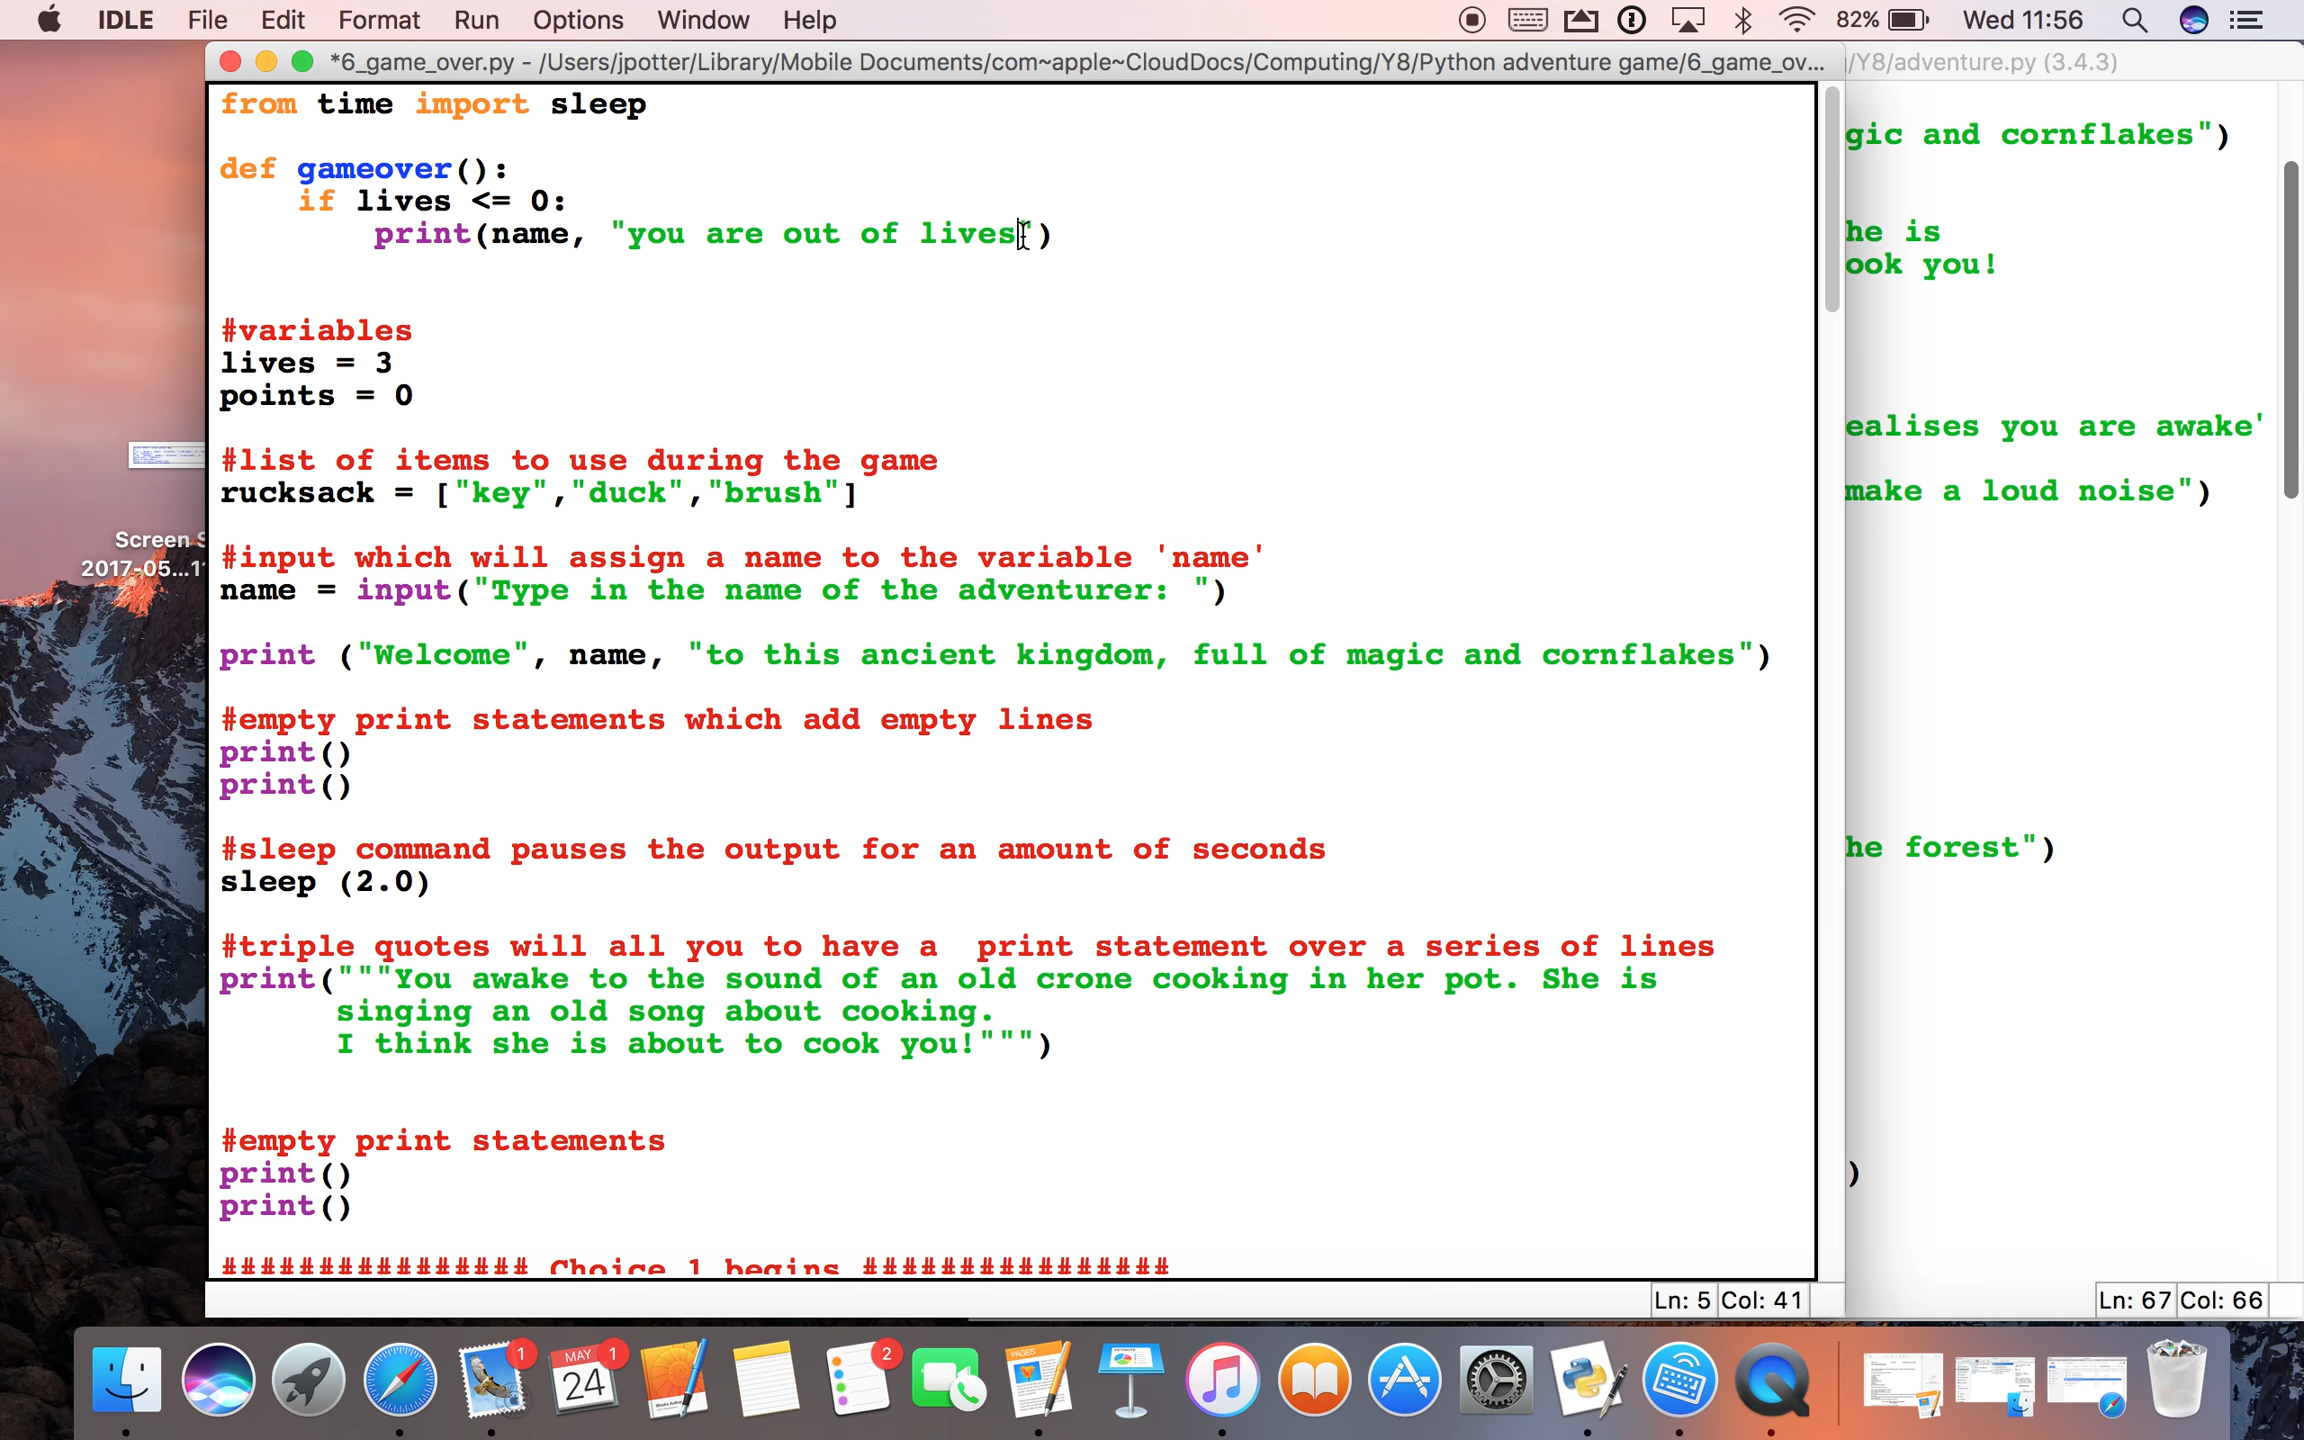 IDLE File Edit Format Run Options Window Help 82% Wed 11:56
*6_game_over.py - /Users/jpotter/Library/Mobile Documents/com~apple~CloudDocs/Computing/Y8/Python adventure game/6_game_ov... /Y8/adventure.py (3.4.3)
from time import sleep
def gameover():
if lives <= 0:
print(name, "you are out of lives")
#variables
lives = 3
points = 0
#list of items to use during the game
rucksack = ["key","duck","brush"]
#input which will assign a name to the variable 'name'
name = input("Type in the name of the adventurer: ")
print ("Welcome", name, "to this ancient kingdom, full of magic and cornflakes")
#empty print statements which add empty lines
print()
print()
#sleep command pauses the output for an amount of seconds
sleep (2.0)
#triple quotes will all you to have a  print statement over a series of lines
print("""You awake to the sound of an old crone cooking in her pot. She is
singing an old song about cooking.
I think she is about to cook you!""")
#empty print statements
print()
print()
################ Choice 1 begins ################
Ln: 5 Col: 41
gic and cornflakes")
he is
ook you!
ealises you are awake'
make a loud noise")
he forest")
)
Ln: 67 Col: 66
Screen S
2017-05...1
1
MAY 1
24
2
PAGES
KEYNOTE